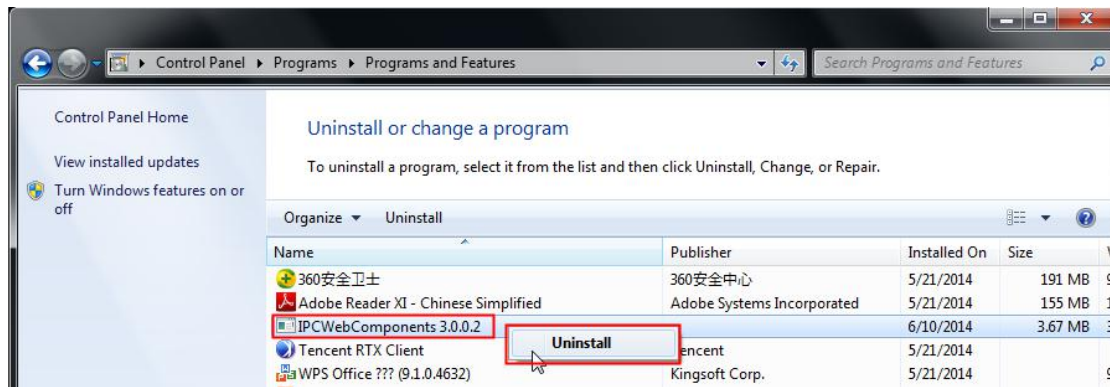 Control Panel ▸ Programs ▸ Programs and Features
Search Programs and Features
Control Panel Home
View installed updates
Turn Windows features on or
off
Uninstall or change a program
To uninstall a program, select it from the list and then click Uninstall, Change, or Repair.
Organize Uninstall
Name Publisher Installed On Size
360安全卫士 360安全中心 5/21/2014 191 MB
Adobe Reader XI - Chinese Simplified Adobe Systems Incorporated 5/21/2014 155 MB
IPCWebComponents 3.0.0.2 6/10/2014 3.67 MB
Uninstall
Tencent RTX Client 5/21/2014
WPS Office ??? (9.1.0.4632) Kingsoft Corp. 5/21/2014